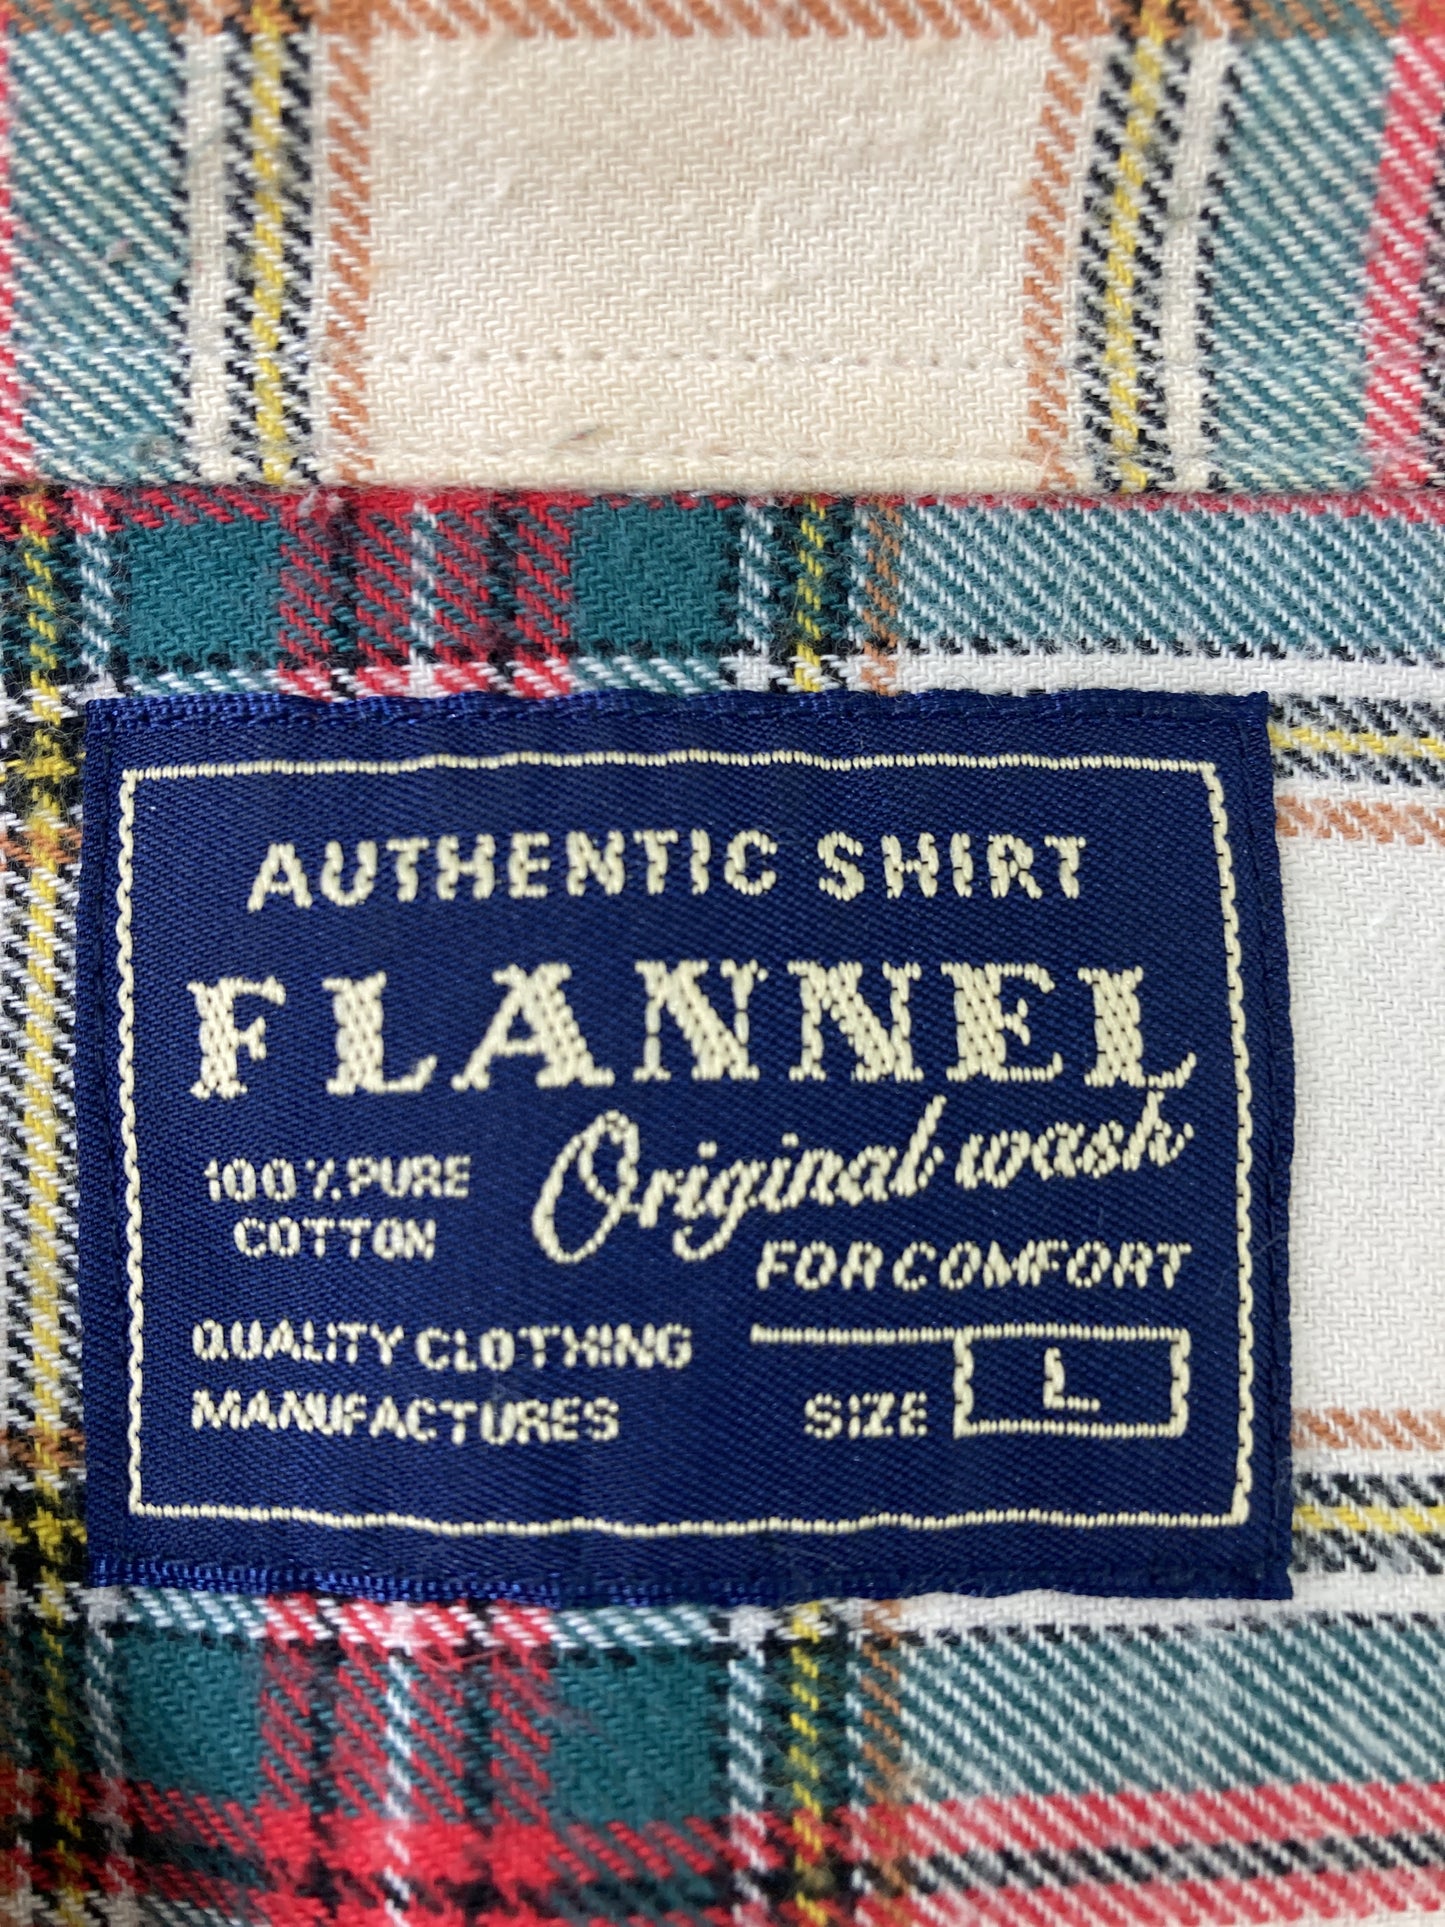 AUTHENTIC SHIRT
FLANNEL
Original wash
100% PURE
COTTON
FOR COMFORT
QUALITY CLOTHING
MANUFACTURES
SIZE L